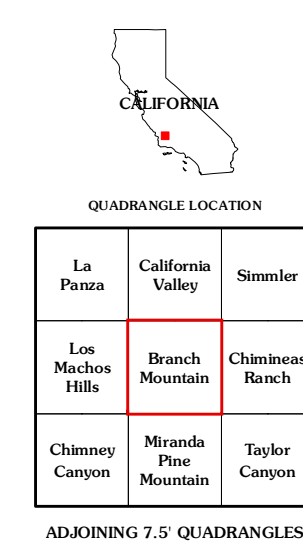 CALIFORNIA
QUADRANGLE LOCATION
La
Panza
California
Valley
Simmler
Los
Machos
Hills
Branch
Mountain
Chimineas
Ranch
Chimney
Canyon
Miranda
Pine
Mountain
Taylor
Canyon
ADJOINING 7.5' QUADRANGLES